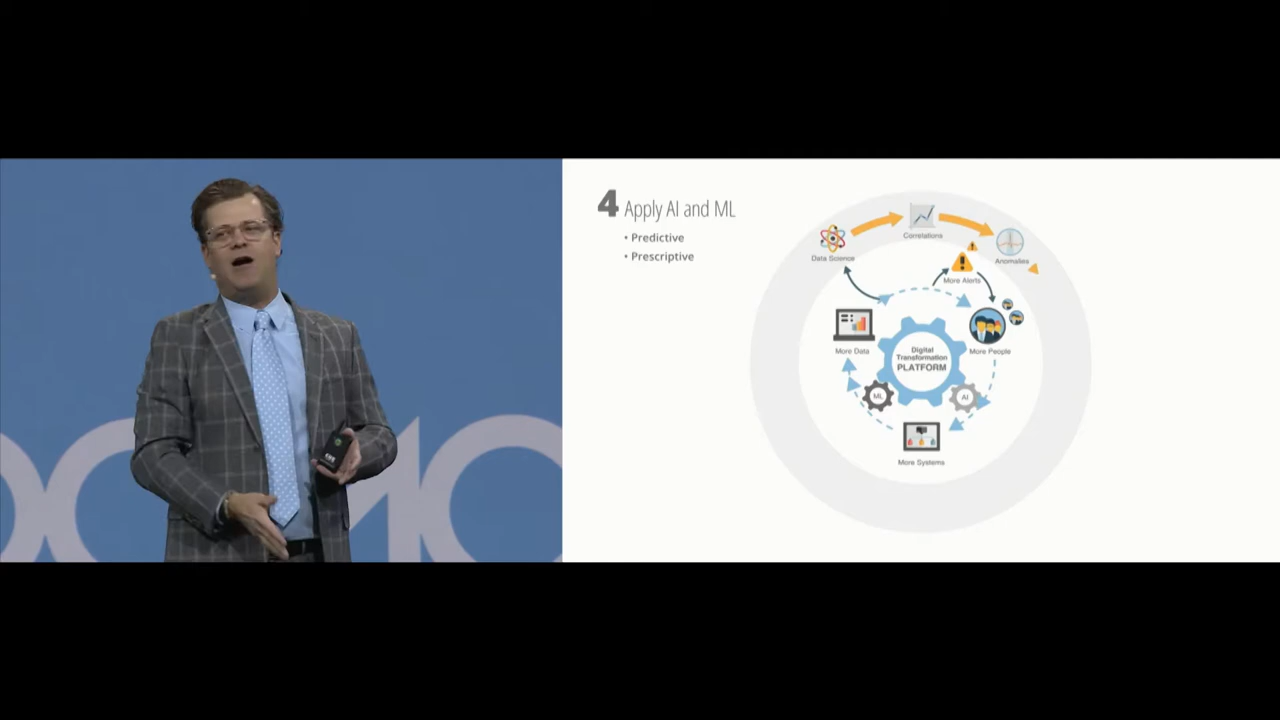 4 Apply AI and ML
• Predictive
• Prescriptive
Correlations
Data Science
Anomalies
More Alerts
More Data
Digital
Transformation
PLATFORM
More People
ML
AI
More Systems